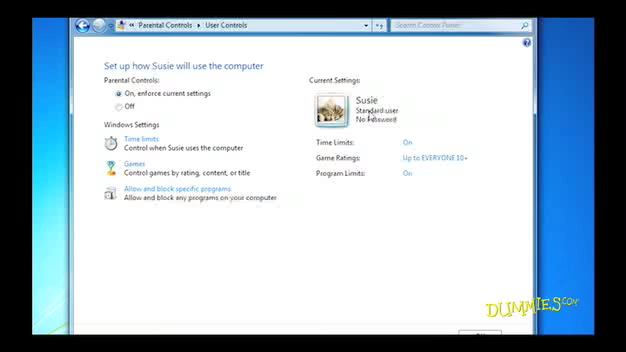 « Parental Controls ▸ User Controls
Search Control Panel
Set up how Susie will use the computer
Parental Controls:
On, enforce current settings
Off
Windows Settings
Time limits
Control when Susie uses the computer
Games
Control games by rating, content, or title
Allow and block specific programs
Allow and block any programs on your computer
Current Settings:
Susie
Standard user
No Password
Time Limits: On
Game Ratings: Up to EVERYONE 10+
Program Limits: On
DUMMIES.COM